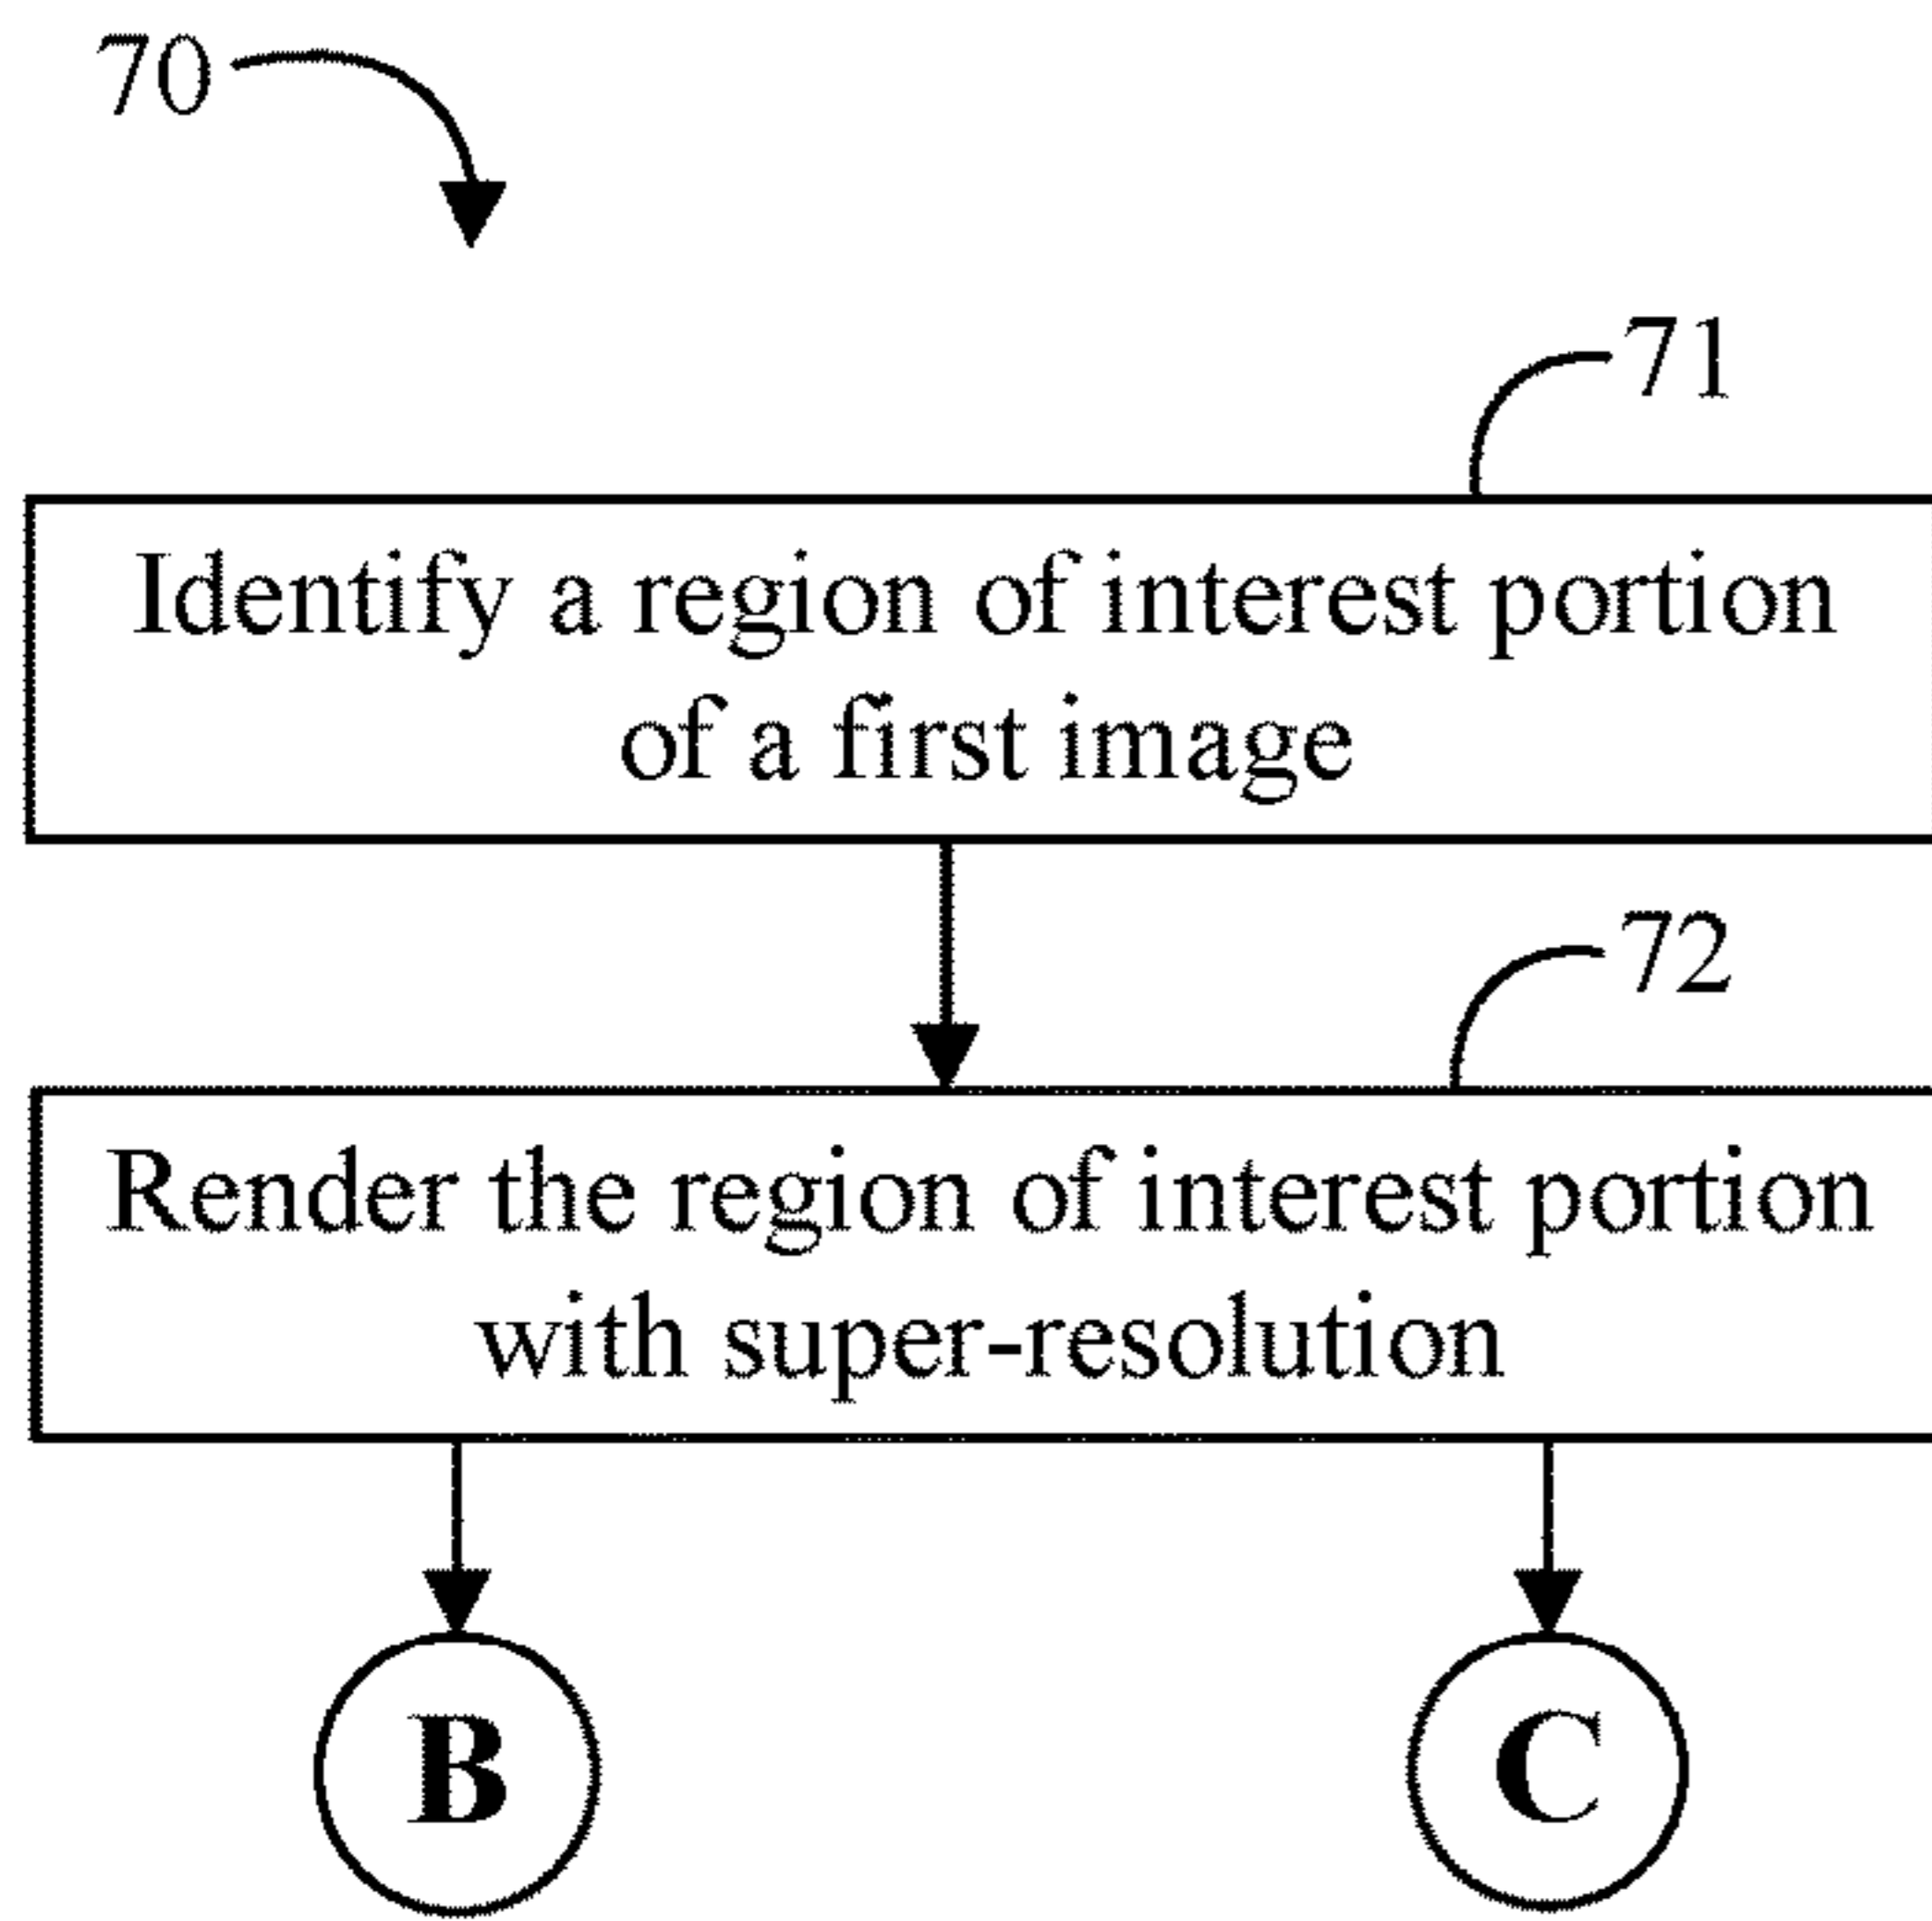 70
71
Identify a region of interest portion
of a first image
72
Render the region of interest portion
with super-resolution
B
C